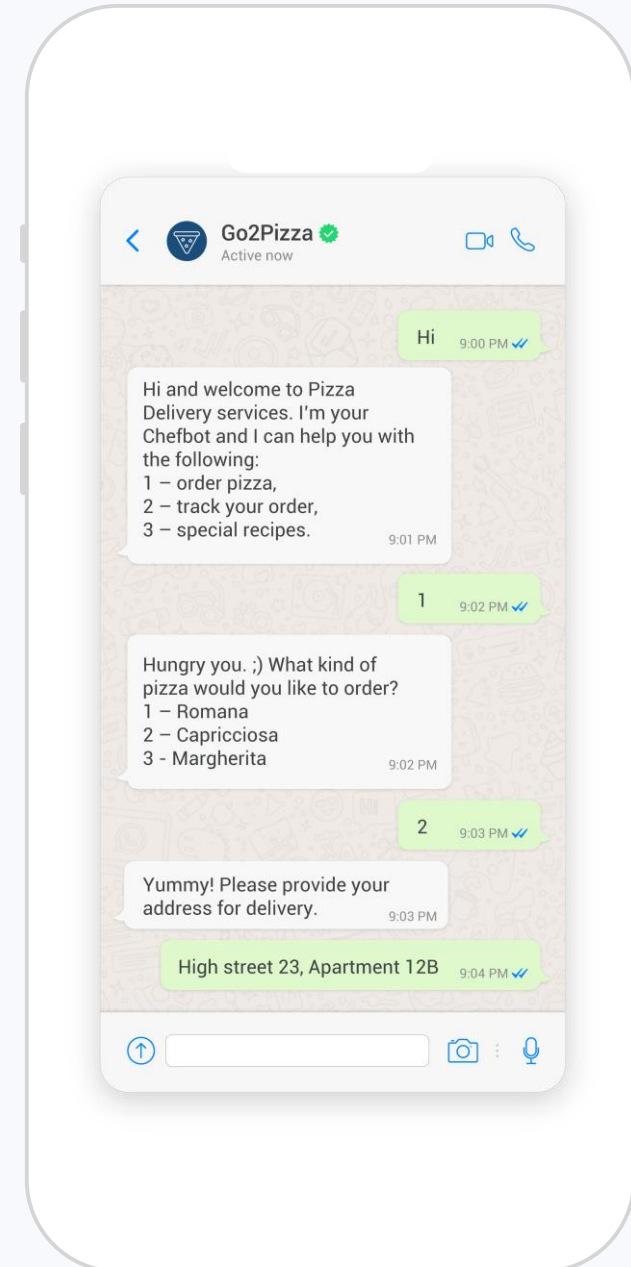 Go2Pizza
Active now
Hi 9:00 PM
Hi and welcome to Pizza
Delivery services. I'm your
Chefbot and I can help you with
the following:
1 – order pizza,
2 – track your order,
3 – special recipes.
9:01 PM
1 9:02 PM
Hungry you. ;) What kind of
pizza would you like to order?
1 – Romana
2 – Capricciosa
3 - Margherita
9:02 PM
2 9:03 PM
Yummy! Please provide your
address for delivery.
9:03 PM
High street 23, Apartment 12B 9:04 PM